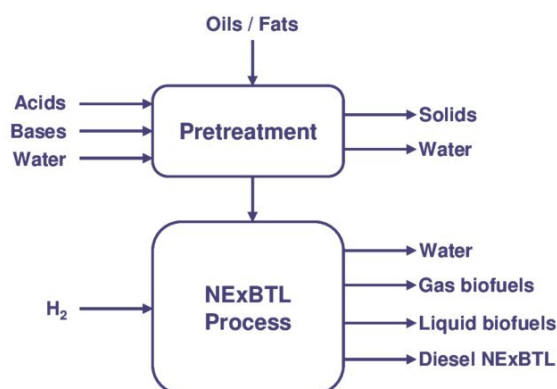 Oils / Fats
Acids
Bases
Water
Pretreatment
Solids
Water
H₂
NExBTL
Process
Water
Gas biofuels
Liquid biofuels
Diesel NExBTL